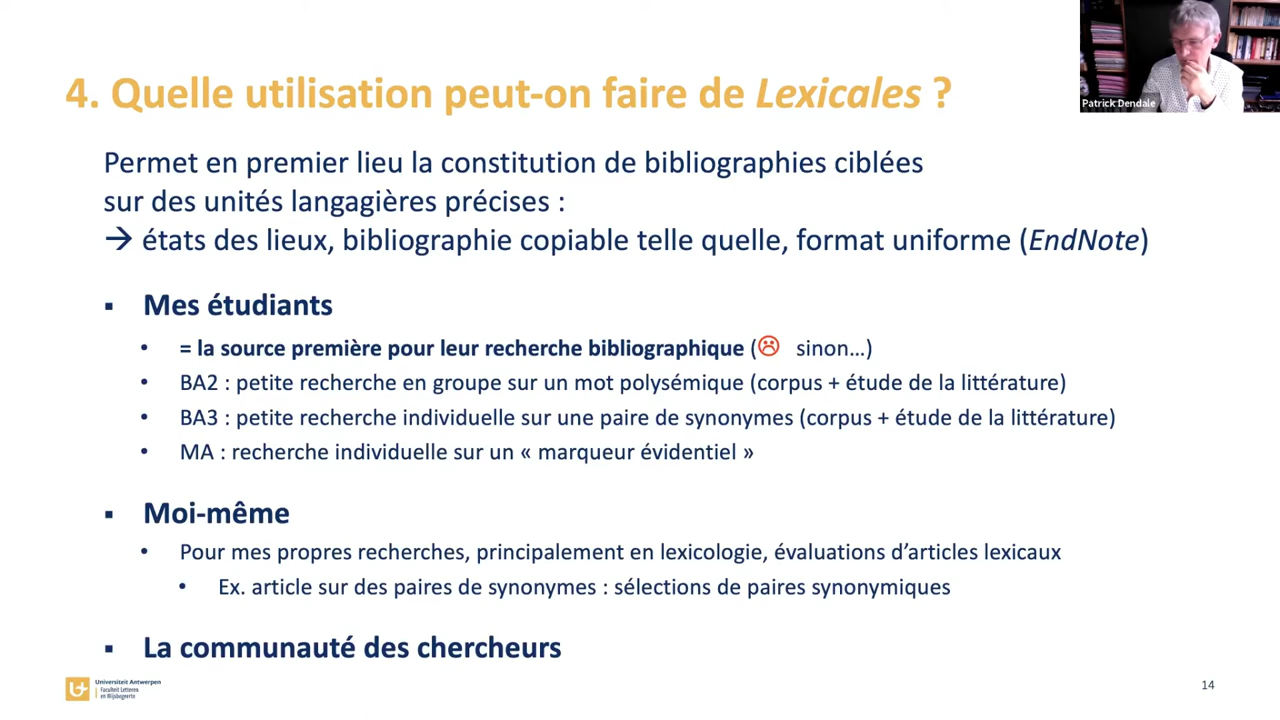 4. Quelle utilisation peut-on faire de Lexicales ?
Patrick Dendale
Permet en premier lieu la constitution de bibliographies ciblées
sur des unités langagières précises :
→ états des lieux, bibliographie copiable telle quelle, format uniforme (EndNote)
▪ Mes étudiants
• = la source première pour leur recherche bibliographique (☹ sinon…)
• BA2 : petite recherche en groupe sur un mot polysémique (corpus + étude de la littérature)
• BA3 : petite recherche individuelle sur une paire de synonymes (corpus + étude de la littérature)
• MA : recherche individuelle sur un « marqueur évidentiel »
▪ Moi-même
• Pour mes propres recherches, principalement en lexicologie, évaluations d’articles lexicaux
• Ex. article sur des paires de synonymes : sélections de paires synonymiques
▪ La communauté des chercheurs
Universiteit Antwerpen
Faculteit Letteren
en Wijsbegeerte
14